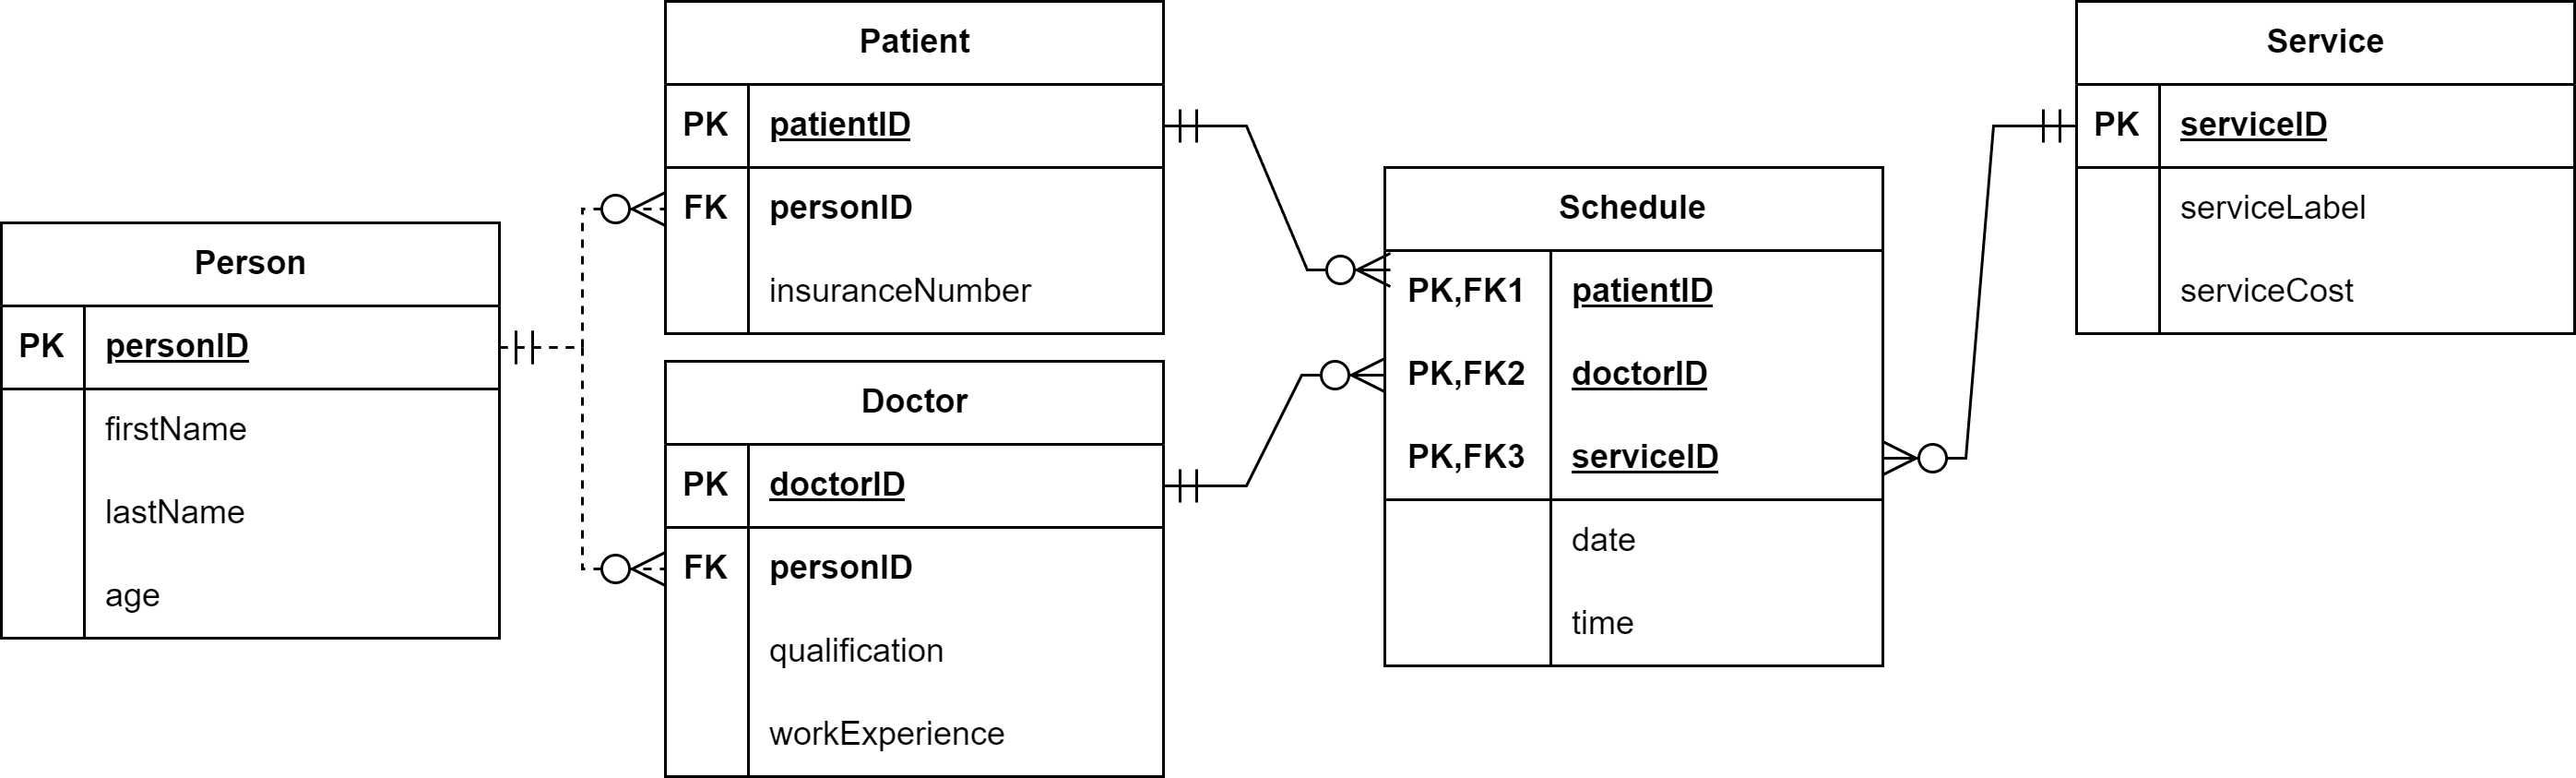 Person
PK personID
firstName
lastName
age
Patient
PK patientID
FK personID
insuranceNumber
Doctor
PK doctorID
FK personID
qualification
workExperience
Schedule
PK,FK1 patientID
PK,FK2 doctorID
PK,FK3 serviceID
date
time
Service
PK serviceID
serviceLabel
serviceCost